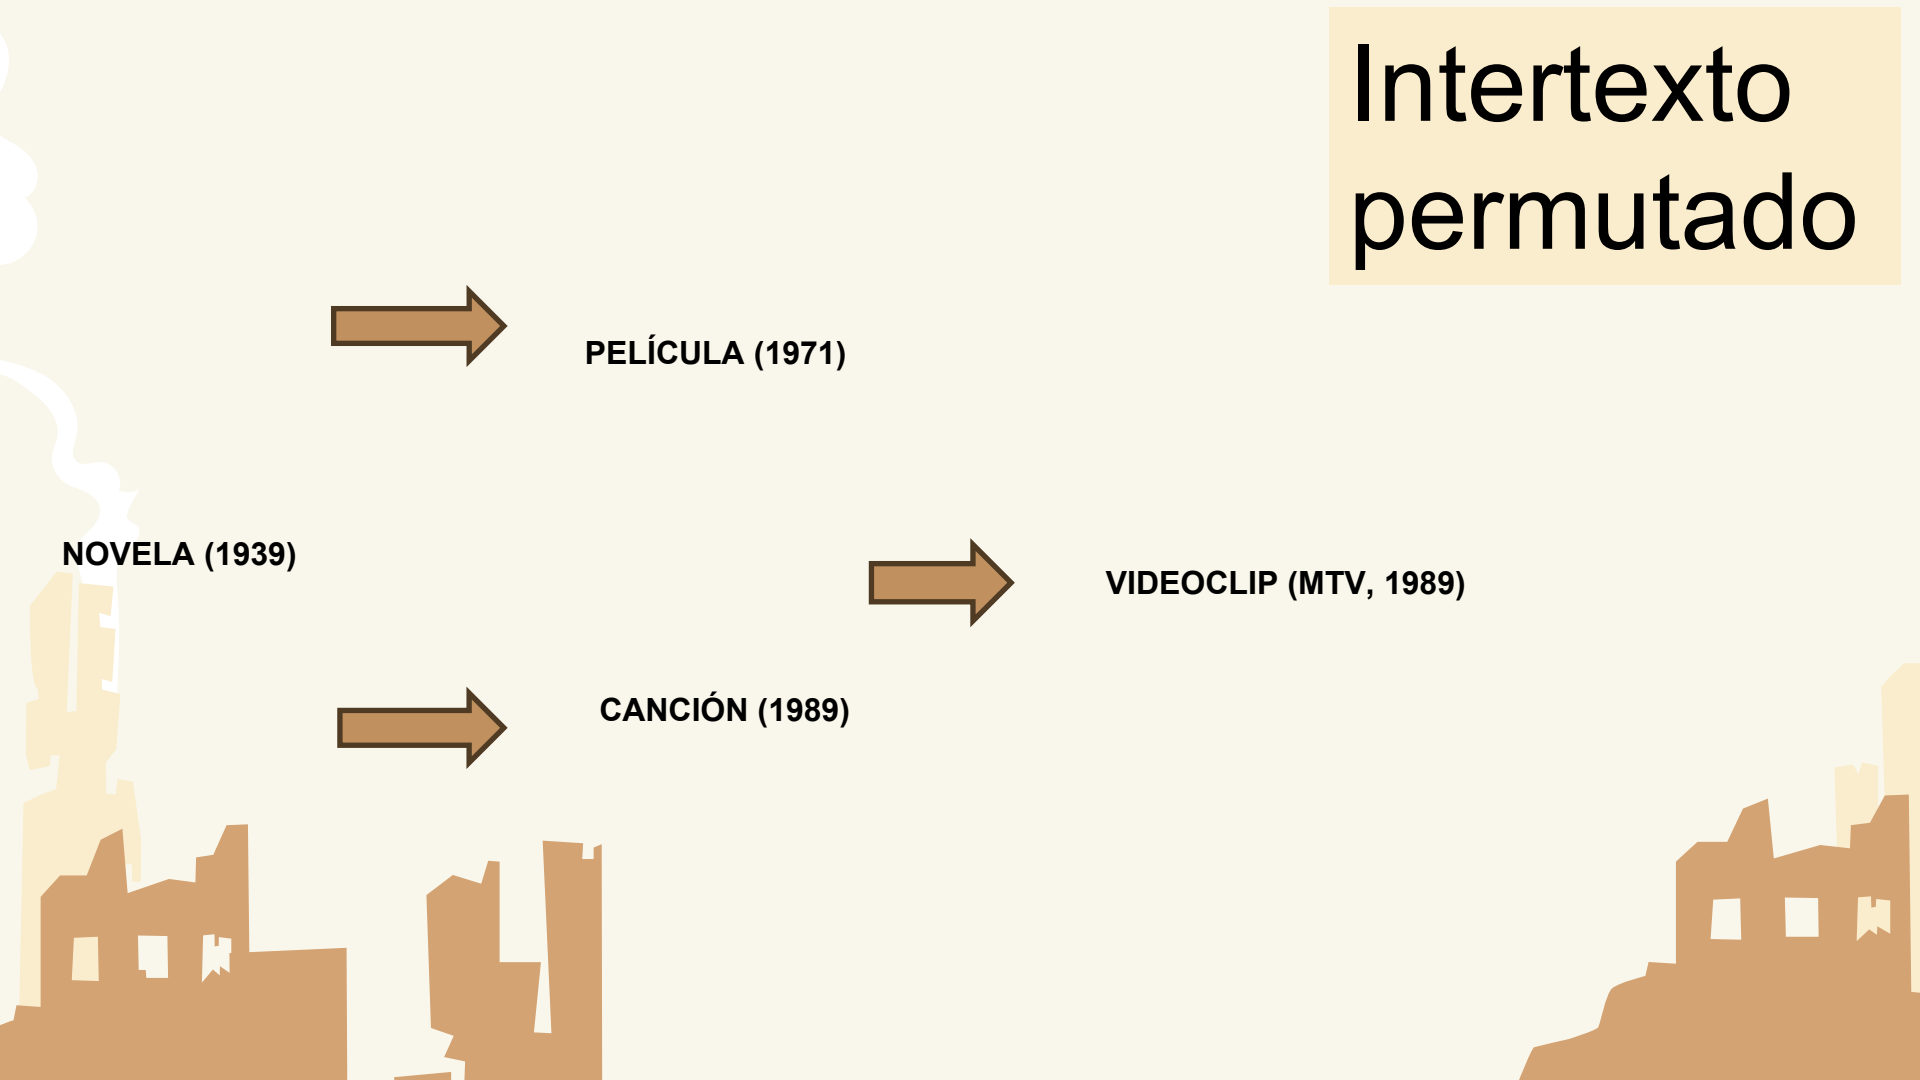 Intertexto
permutado
PELÍCULA (1971)
NOVELA (1939)
VIDEOCLIP (MTV, 1989)
CANCIÓN (1989)